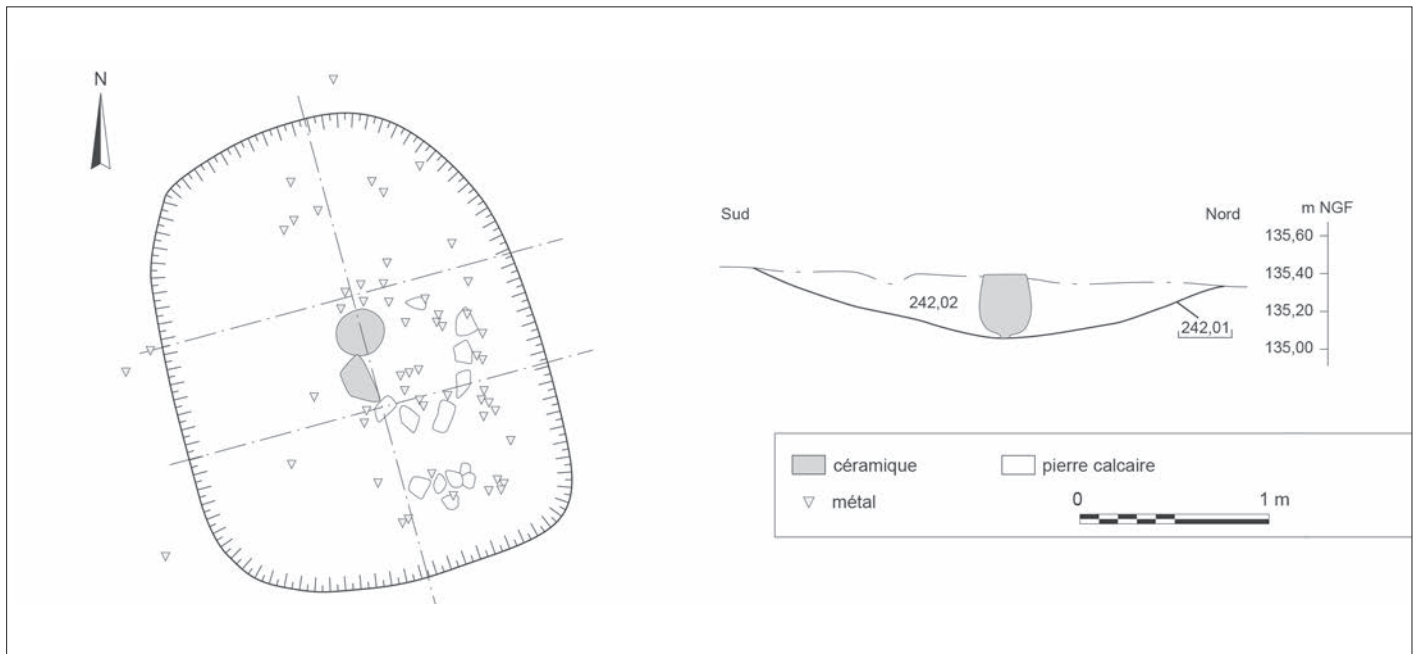 N
Sud
Nord
m NGF
135,60
135,40
135,20
135,00
242,02
242,01
céramique
pierre calcaire
métal
0
1 m